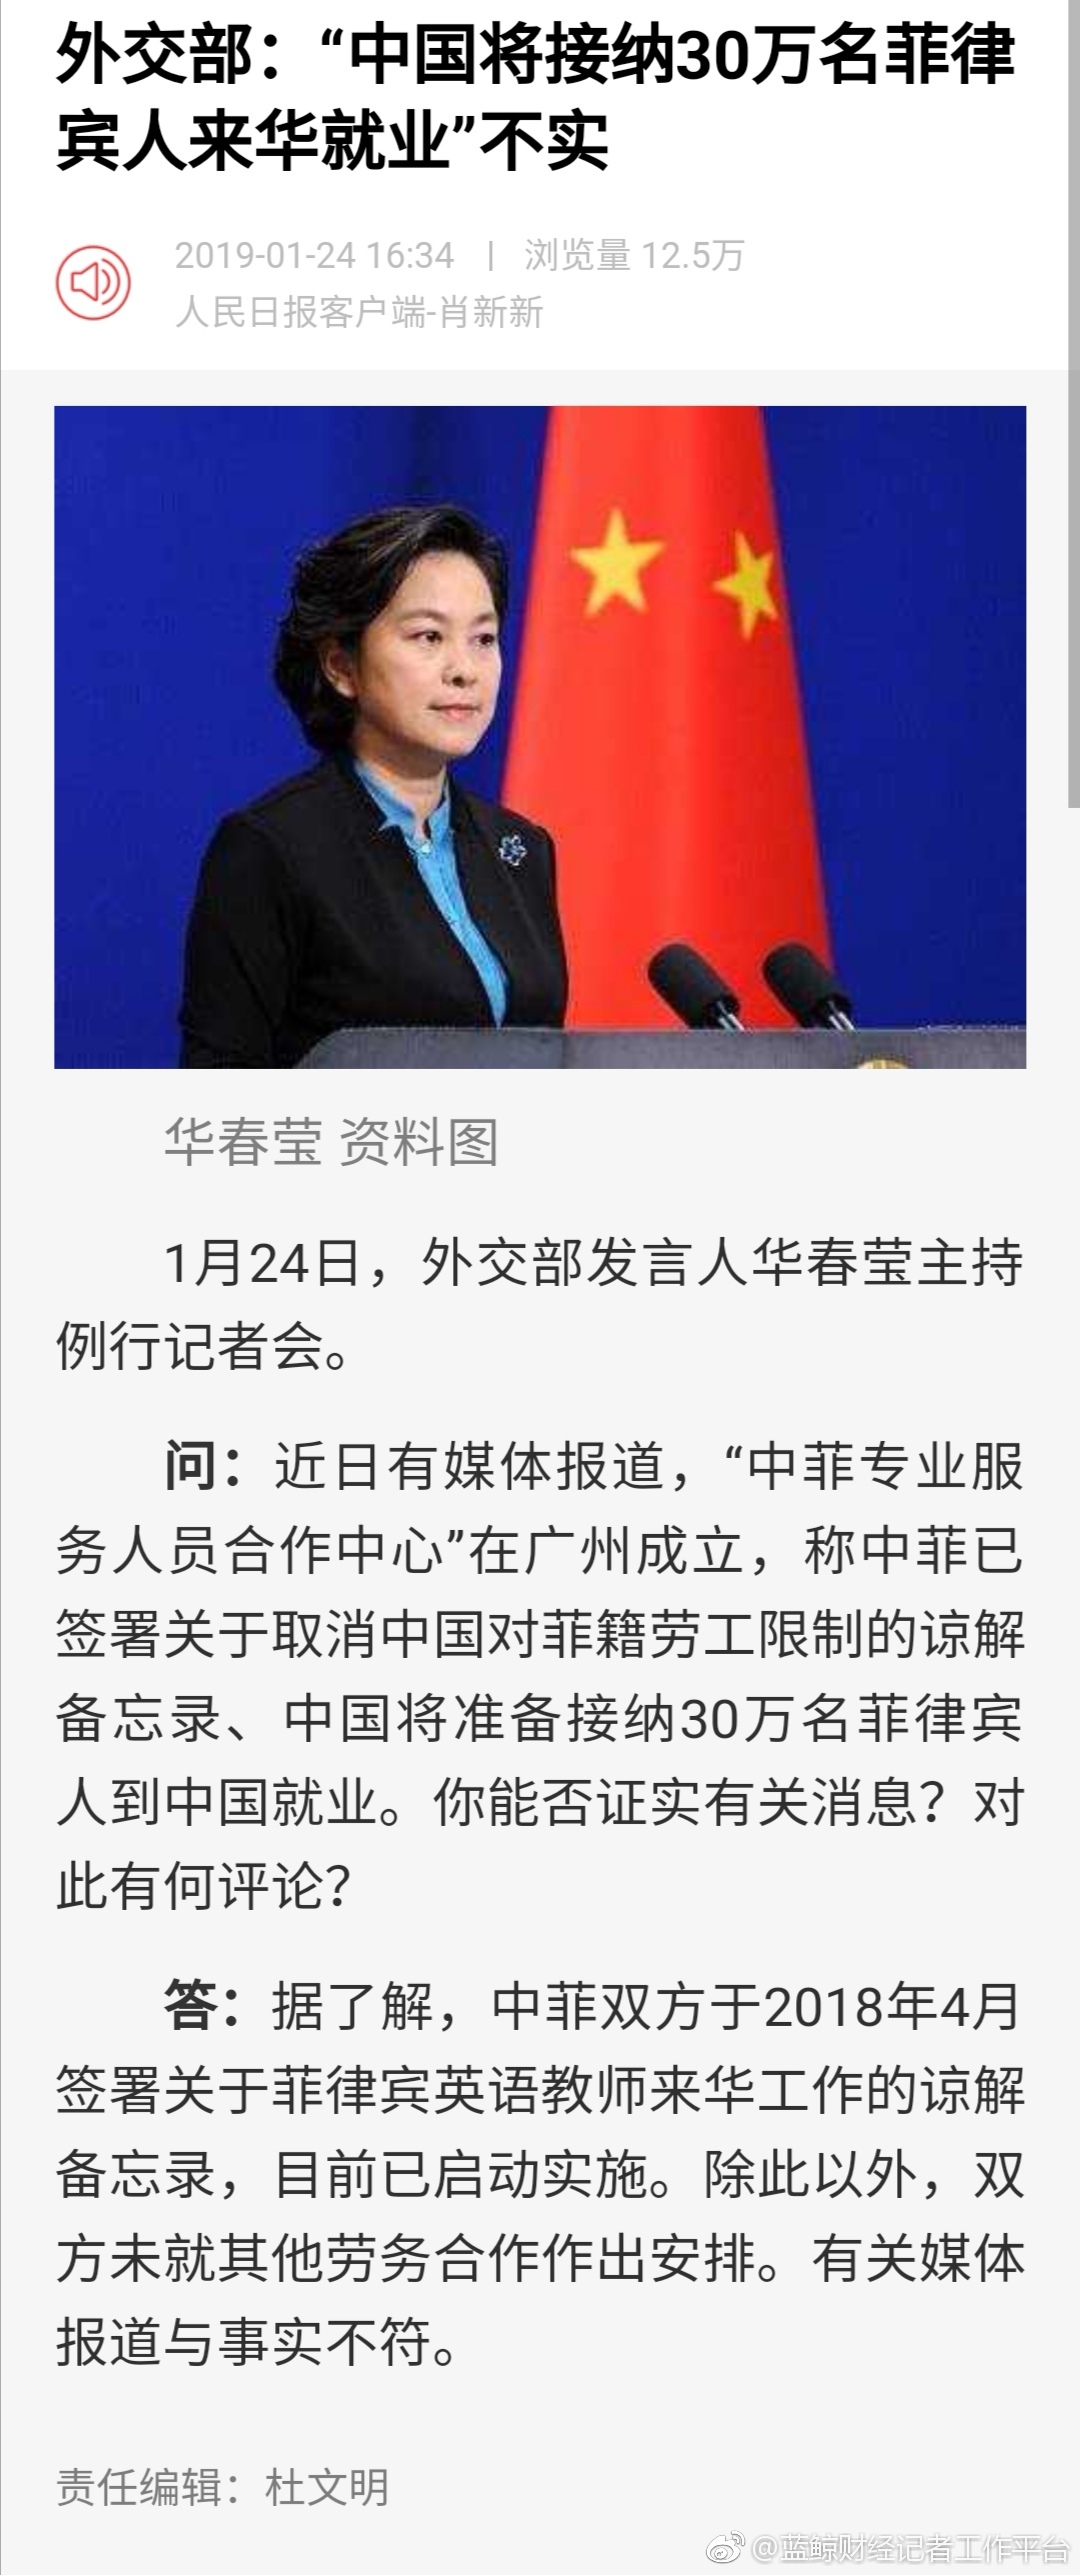 外交部：“中国将接纳30万名菲律
宾人来华就业”不实
2019-01-24 16:34 | 浏览量 12.5万
人民日报客户端-肖新新
华春莹 资料图
1月24日，外交部发言人华春莹主持
例行记者会。
问：近日有媒体报道，“中菲专业服
务人员合作中心”在广州成立，称中菲已
签署关于取消中国对菲籍劳工限制的谅解
备忘录、中国将准备接纳30万名菲律宾
人到中国就业。你能否证实有关消息？对
此有何评论？
答：据了解，中菲双方于2018年4月
签署关于菲律宾英语教师来华工作的谅解
备忘录，目前已启动实施。除此以外，双
方未就其他劳务合作作出安排。有关媒体
报道与事实不符。
责任编辑：杜文明
@蓝鲸财经记者工作平台